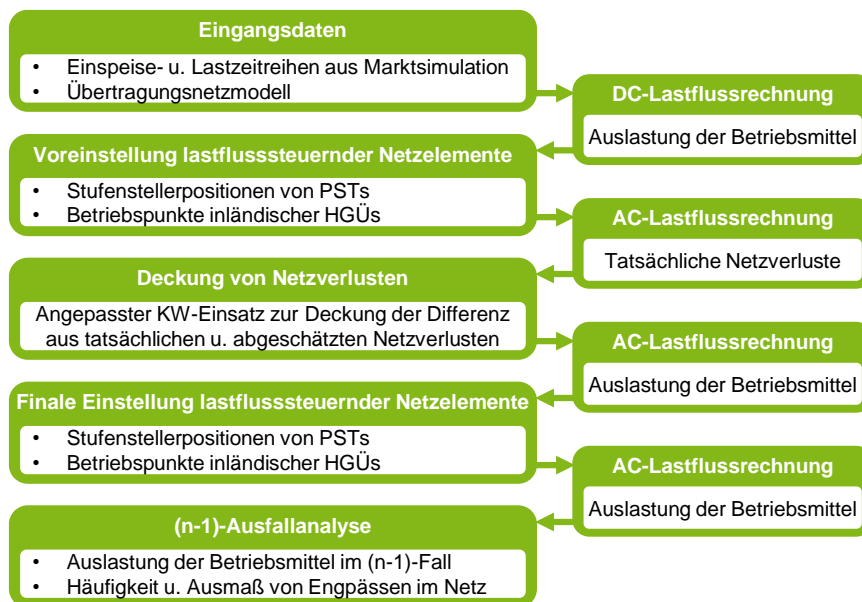 Eingangsdaten
• Einspeise- u. Lastzeitreihen aus Marktsimulation
• Übertragungsnetzmodell
DC-Lastflussrechnung
Auslastung der Betriebsmittel
Voreinstellung lastflusssteuernder Netzelemente
• Stufenstellerpositionen von PSTs
• Betriebspunkte inländischer HGÜs
AC-Lastflussrechnung
Tatsächliche Netzverluste
Deckung von Netzverlusten
Angepasster KW-Einsatz zur Deckung der Differenz
aus tatsächlichen u. abgeschätzten Netzverlusten
AC-Lastflussrechnung
Auslastung der Betriebsmittel
Finale Einstellung lastflusssteuernder Netzelemente
• Stufenstellerpositionen von PSTs
• Betriebspunkte inländischer HGÜs
AC-Lastflussrechnung
Auslastung der Betriebsmittel
(n-1)-Ausfallanalyse
• Auslastung der Betriebsmittel im (n-1)-Fall
• Häufigkeit u. Ausmaß von Engpässen im Netz